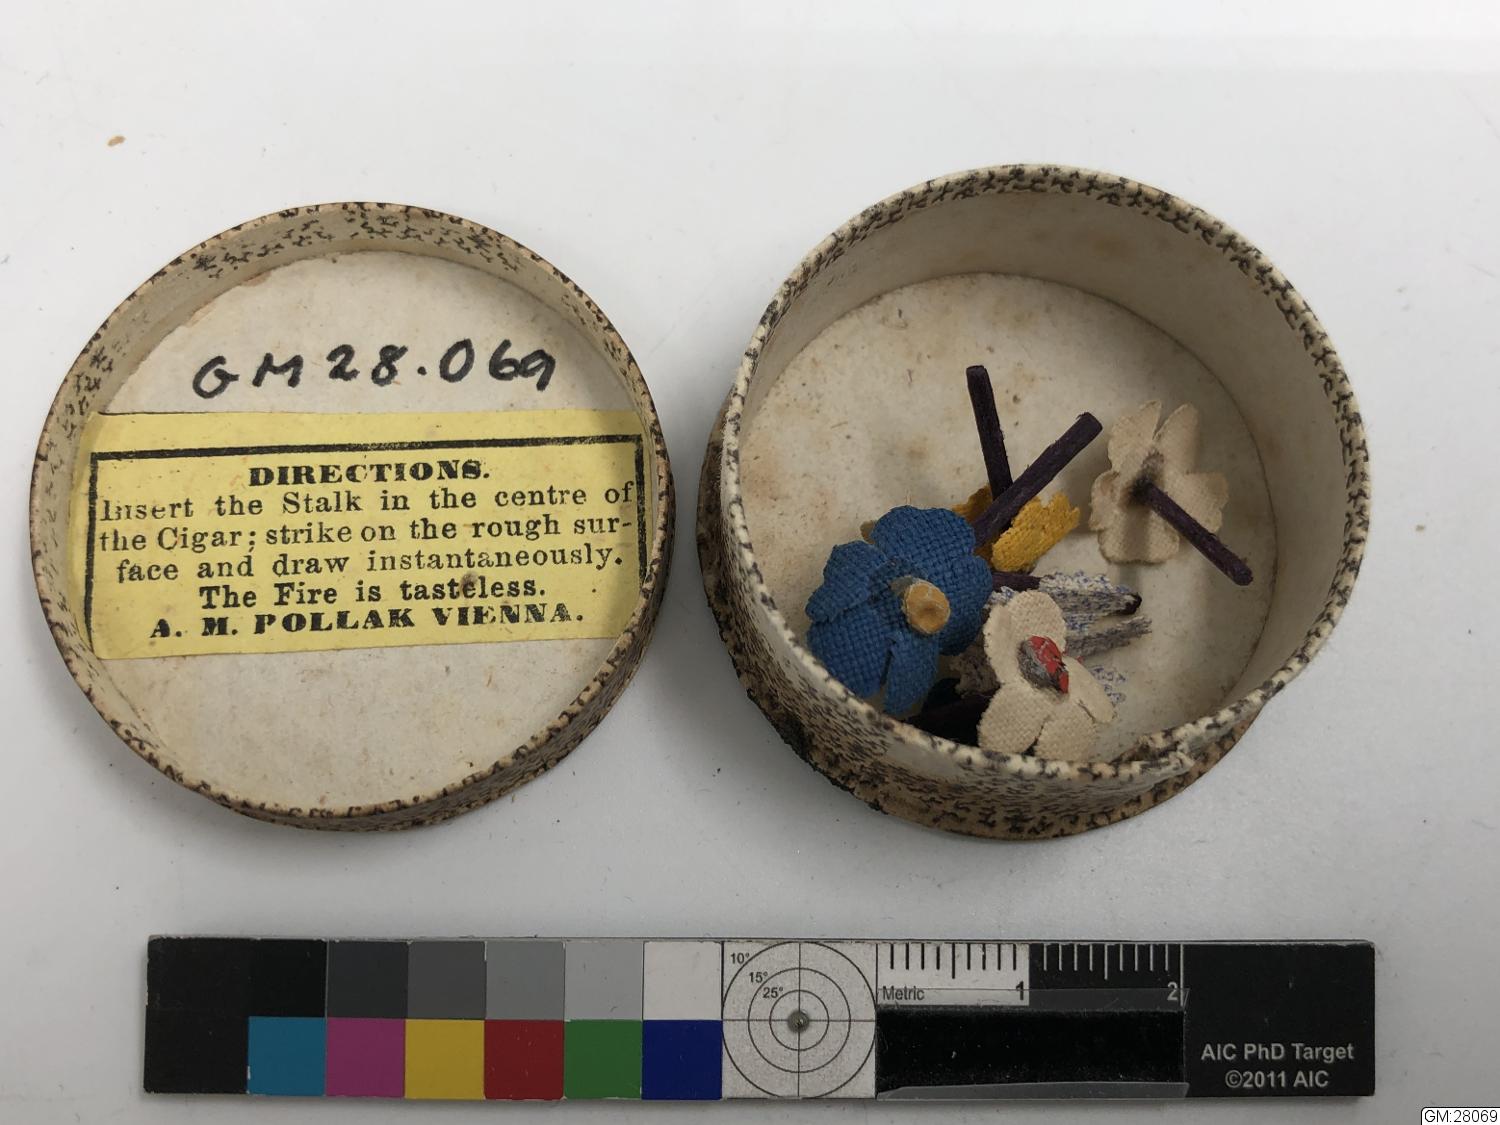 GM 28.069
DIRECTIONS.
Insert the Stalk in the centre of
the Cigar; strike on the rough sur-
face and draw instantaneously.
The Fire is tasteless.
A. M. POLLAK VIENNA.
10°
15°
25°
Metric 1 2
AIC PhD Target
©2011 AIC
GM:28069